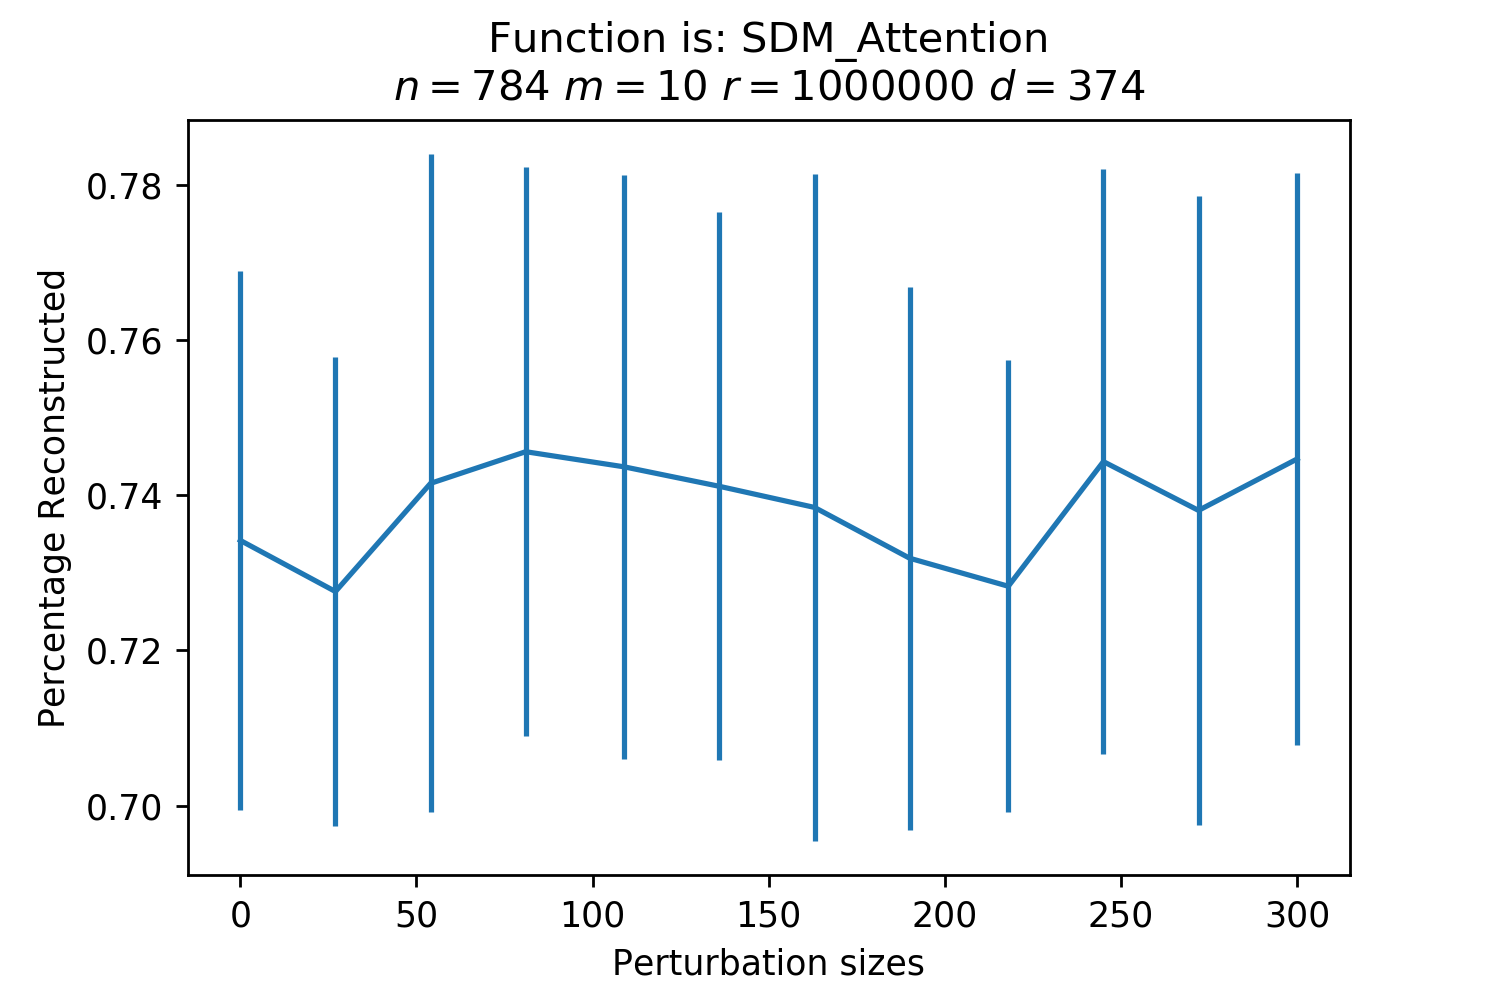 Function is: SDM_Attention
n = 784 m = 10 r = 1000000 d = 374
Percentage Reconstructed
0.78
0.76
0.74
0.72
0.70
0 50 100 150 200 250 300
Perturbation sizes